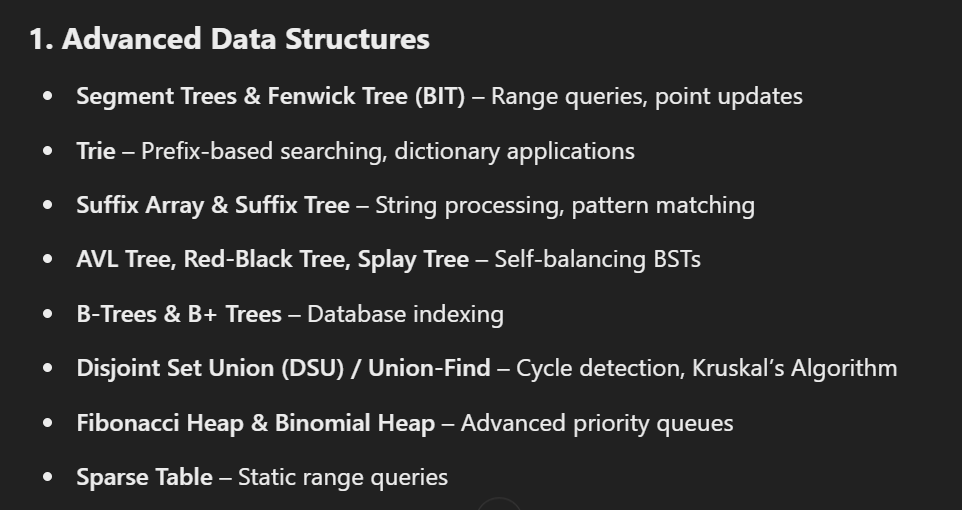 1. Advanced Data Structures
• Segment Trees & Fenwick Tree (BIT) – Range queries, point updates
• Trie – Prefix-based searching, dictionary applications
• Suffix Array & Suffix Tree – String processing, pattern matching
• AVL Tree, Red-Black Tree, Splay Tree – Self-balancing BSTs
• B-Trees & B+ Trees – Database indexing
• Disjoint Set Union (DSU) / Union-Find – Cycle detection, Kruskal’s Algorithm
• Fibonacci Heap & Binomial Heap – Advanced priority queues
• Sparse Table – Static range queries